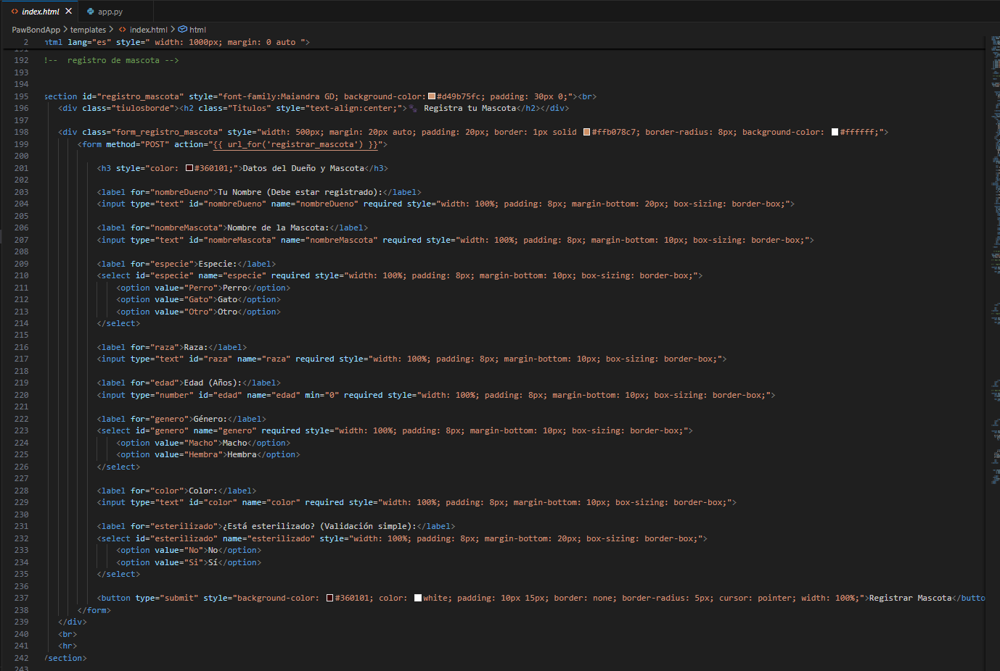 index.html
app.py
PawBondApp > templates > index.html > html
2 html lang="es" style=" width: 1000px; margin: 0 auto ">
191
192 !--  registro de mascota -->
193
194
195 section id="registro_mascota" style="font-family:Maiandra GD; background-color:#d49b75fc; padding: 30px 0;"><br>
196 <div class="tiulosborde"><h2 class="Titulos" style="text-align:center;">🐾 Registra tu Mascota</h2></div>
197
198 <div class="form_registro_mascota" style="width: 500px; margin: 20px auto; padding: 20px; border: 1px solid #ffb078c7; border-radius: 8px; background-color: #ffffff;">
199 <form method="POST" action="{{ url_for('registrar_mascota') }}">
200
201 <h3 style="color: #360101;">Datos del Dueño y Mascota</h3>
202
203 <label for="nombreDueno">Tu Nombre (Debe estar registrado):</label>
204 <input type="text" id="nombreDueno" name="nombreDueno" required style="width: 100%; padding: 8px; margin-bottom: 20px; box-sizing: border-box;">
205
206 <label for="nombreMascota">Nombre de la Mascota:</label>
207 <input type="text" id="nombreMascota" name="nombreMascota" required style="width: 100%; padding: 8px; margin-bottom: 10px; box-sizing: border-box;">
208
209 <label for="especie">Especie:</label>
210 <select id="especie" name="especie" required style="width: 100%; padding: 8px; margin-bottom: 10px; box-sizing: border-box;">
211 <option value="Perro">Perro</option>
212 <option value="Gato">Gato</option>
213 <option value="Otro">Otro</option>
214 </select>
215
216 <label for="raza">Raza:</label>
217 <input type="text" id="raza" name="raza" required style="width: 100%; padding: 8px; margin-bottom: 10px; box-sizing: border-box;">
218
219 <label for="edad">Edad (Años):</label>
220 <input type="number" id="edad" name="edad" min="0" required style="width: 100%; padding: 8px; margin-bottom: 10px; box-sizing: border-box;">
221
222 <label for="genero">Género:</label>
223 <select id="genero" name="genero" required style="width: 100%; padding: 8px; margin-bottom: 10px; box-sizing: border-box;">
224 <option value="Macho">Macho</option>
225 <option value="Hembra">Hembra</option>
226 </select>
227
228 <label for="color">Color:</label>
229 <input type="text" id="color" name="color" required style="width: 100%; padding: 8px; margin-bottom: 10px; box-sizing: border-box;">
230
231 <label for="esterilizado">¿Está esterilizado? (Validación simple):</label>
232 <select id="esterilizado" name="esterilizado" style="width: 100%; padding: 8px; margin-bottom: 20px; box-sizing: border-box;">
233 <option value="No">No</option>
234 <option value="Si">Sí</option>
235 </select>
236
237 <button type="submit" style="background-color: #360101; color: white; padding: 10px 15px; border: none; border-radius: 5px; cursor: pointer; width: 100%;">Registrar Mascota</butto
238 </form>
239 </div>
240 <br>
241 <hr>
242 /section>
243